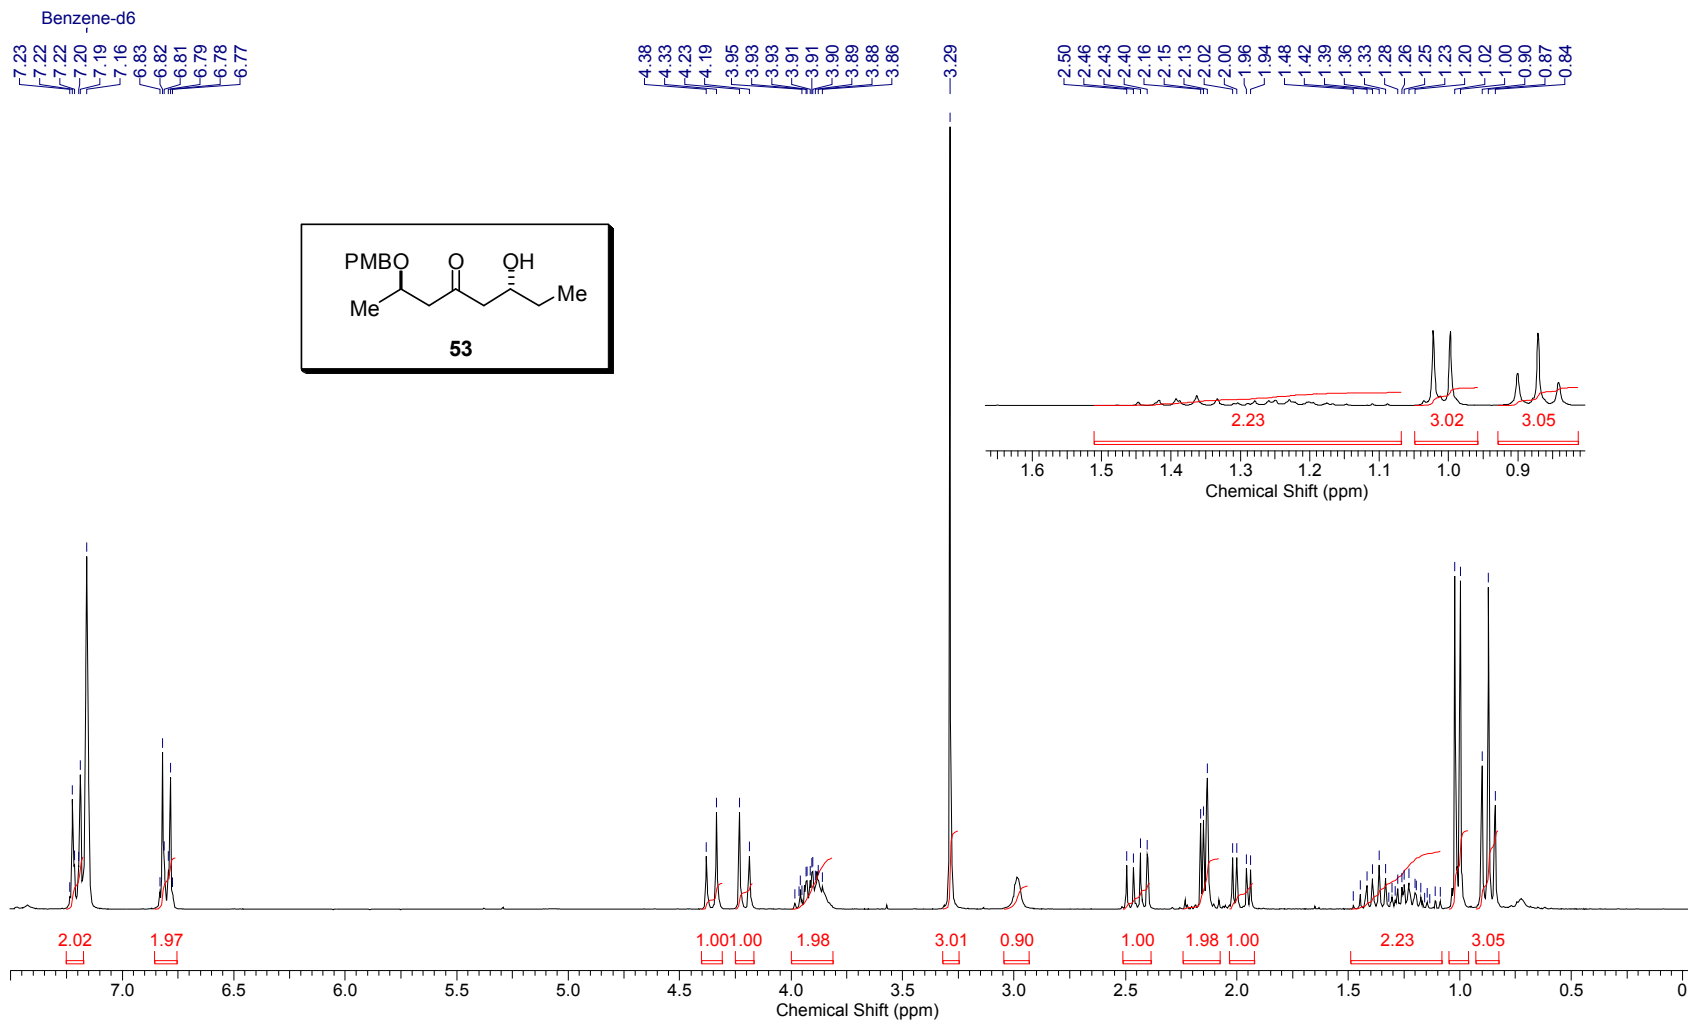 Benzene-d6
7.23 7.22 7.22 7.20 7.19 7.16 6.83 6.82 6.81 6.79 6.78 6.77 4.38 4.33 4.23 4.19 3.95 3.93 3.93 3.91 3.91 3.90 3.89 3.88 3.86 3.29 2.50 2.46 2.43 2.40 2.16 2.15 2.13 2.02 2.00 1.96 1.94 1.48 1.42 1.39 1.36 1.33 1.28 1.26 1.25 1.23 1.20 1.02 1.00 0.90 0.87 0.84
PMBO O OH
Me Me
53
2.23 3.02 3.05
1.6 1.5 1.4 1.3 1.2 1.1 1.0 0.9
Chemical Shift (ppm)
2.02 1.97 1.00 1.00 1.98 3.01 0.90 1.00 1.98 1.00 2.23 3.05
7.0 6.5 6.0 5.5 5.0 4.5 4.0 3.5 3.0 2.5 2.0 1.5 1.0 0.5 0
Chemical Shift (ppm)